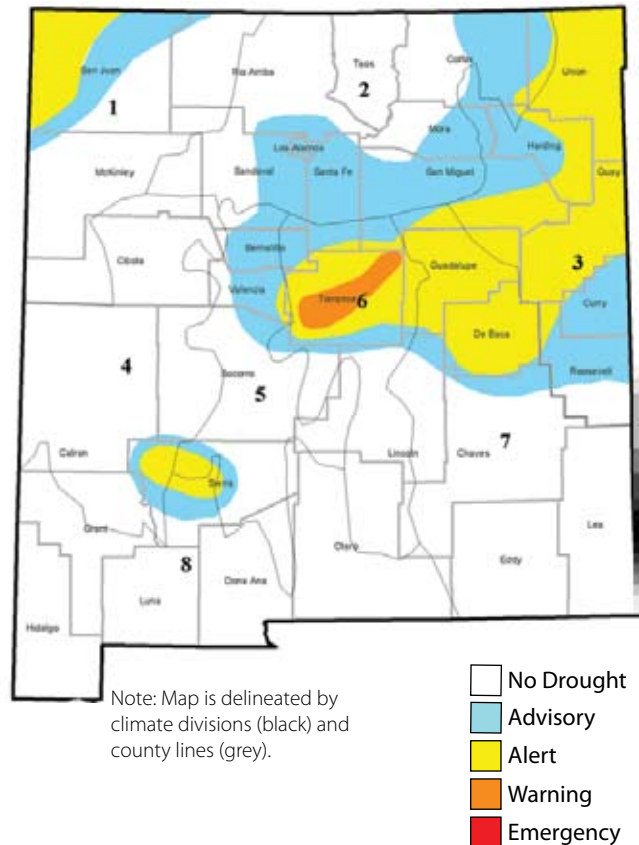 San Juan
Rio Arriba
Taos
Colfax
Union
1
2
Mora
Harding
Los Alamos
McKinley
Sandoval
Santa Fe
San Miguel
Quay
Bernalillo
Cibola
Guadalupe
3
Valencia
Torrance
6
Curry
De Baca
4
Socorro
5
Roosevelt
7
Catron
Lincoln
Chaves
Sierra
Grant
Lea
8
Otero
Eddy
Luna
Dona Ana
Hidalgo
Note: Map is delineated by
climate divisions (black) and
county lines (grey).
No Drought
Advisory
Alert
Warning
Emergency